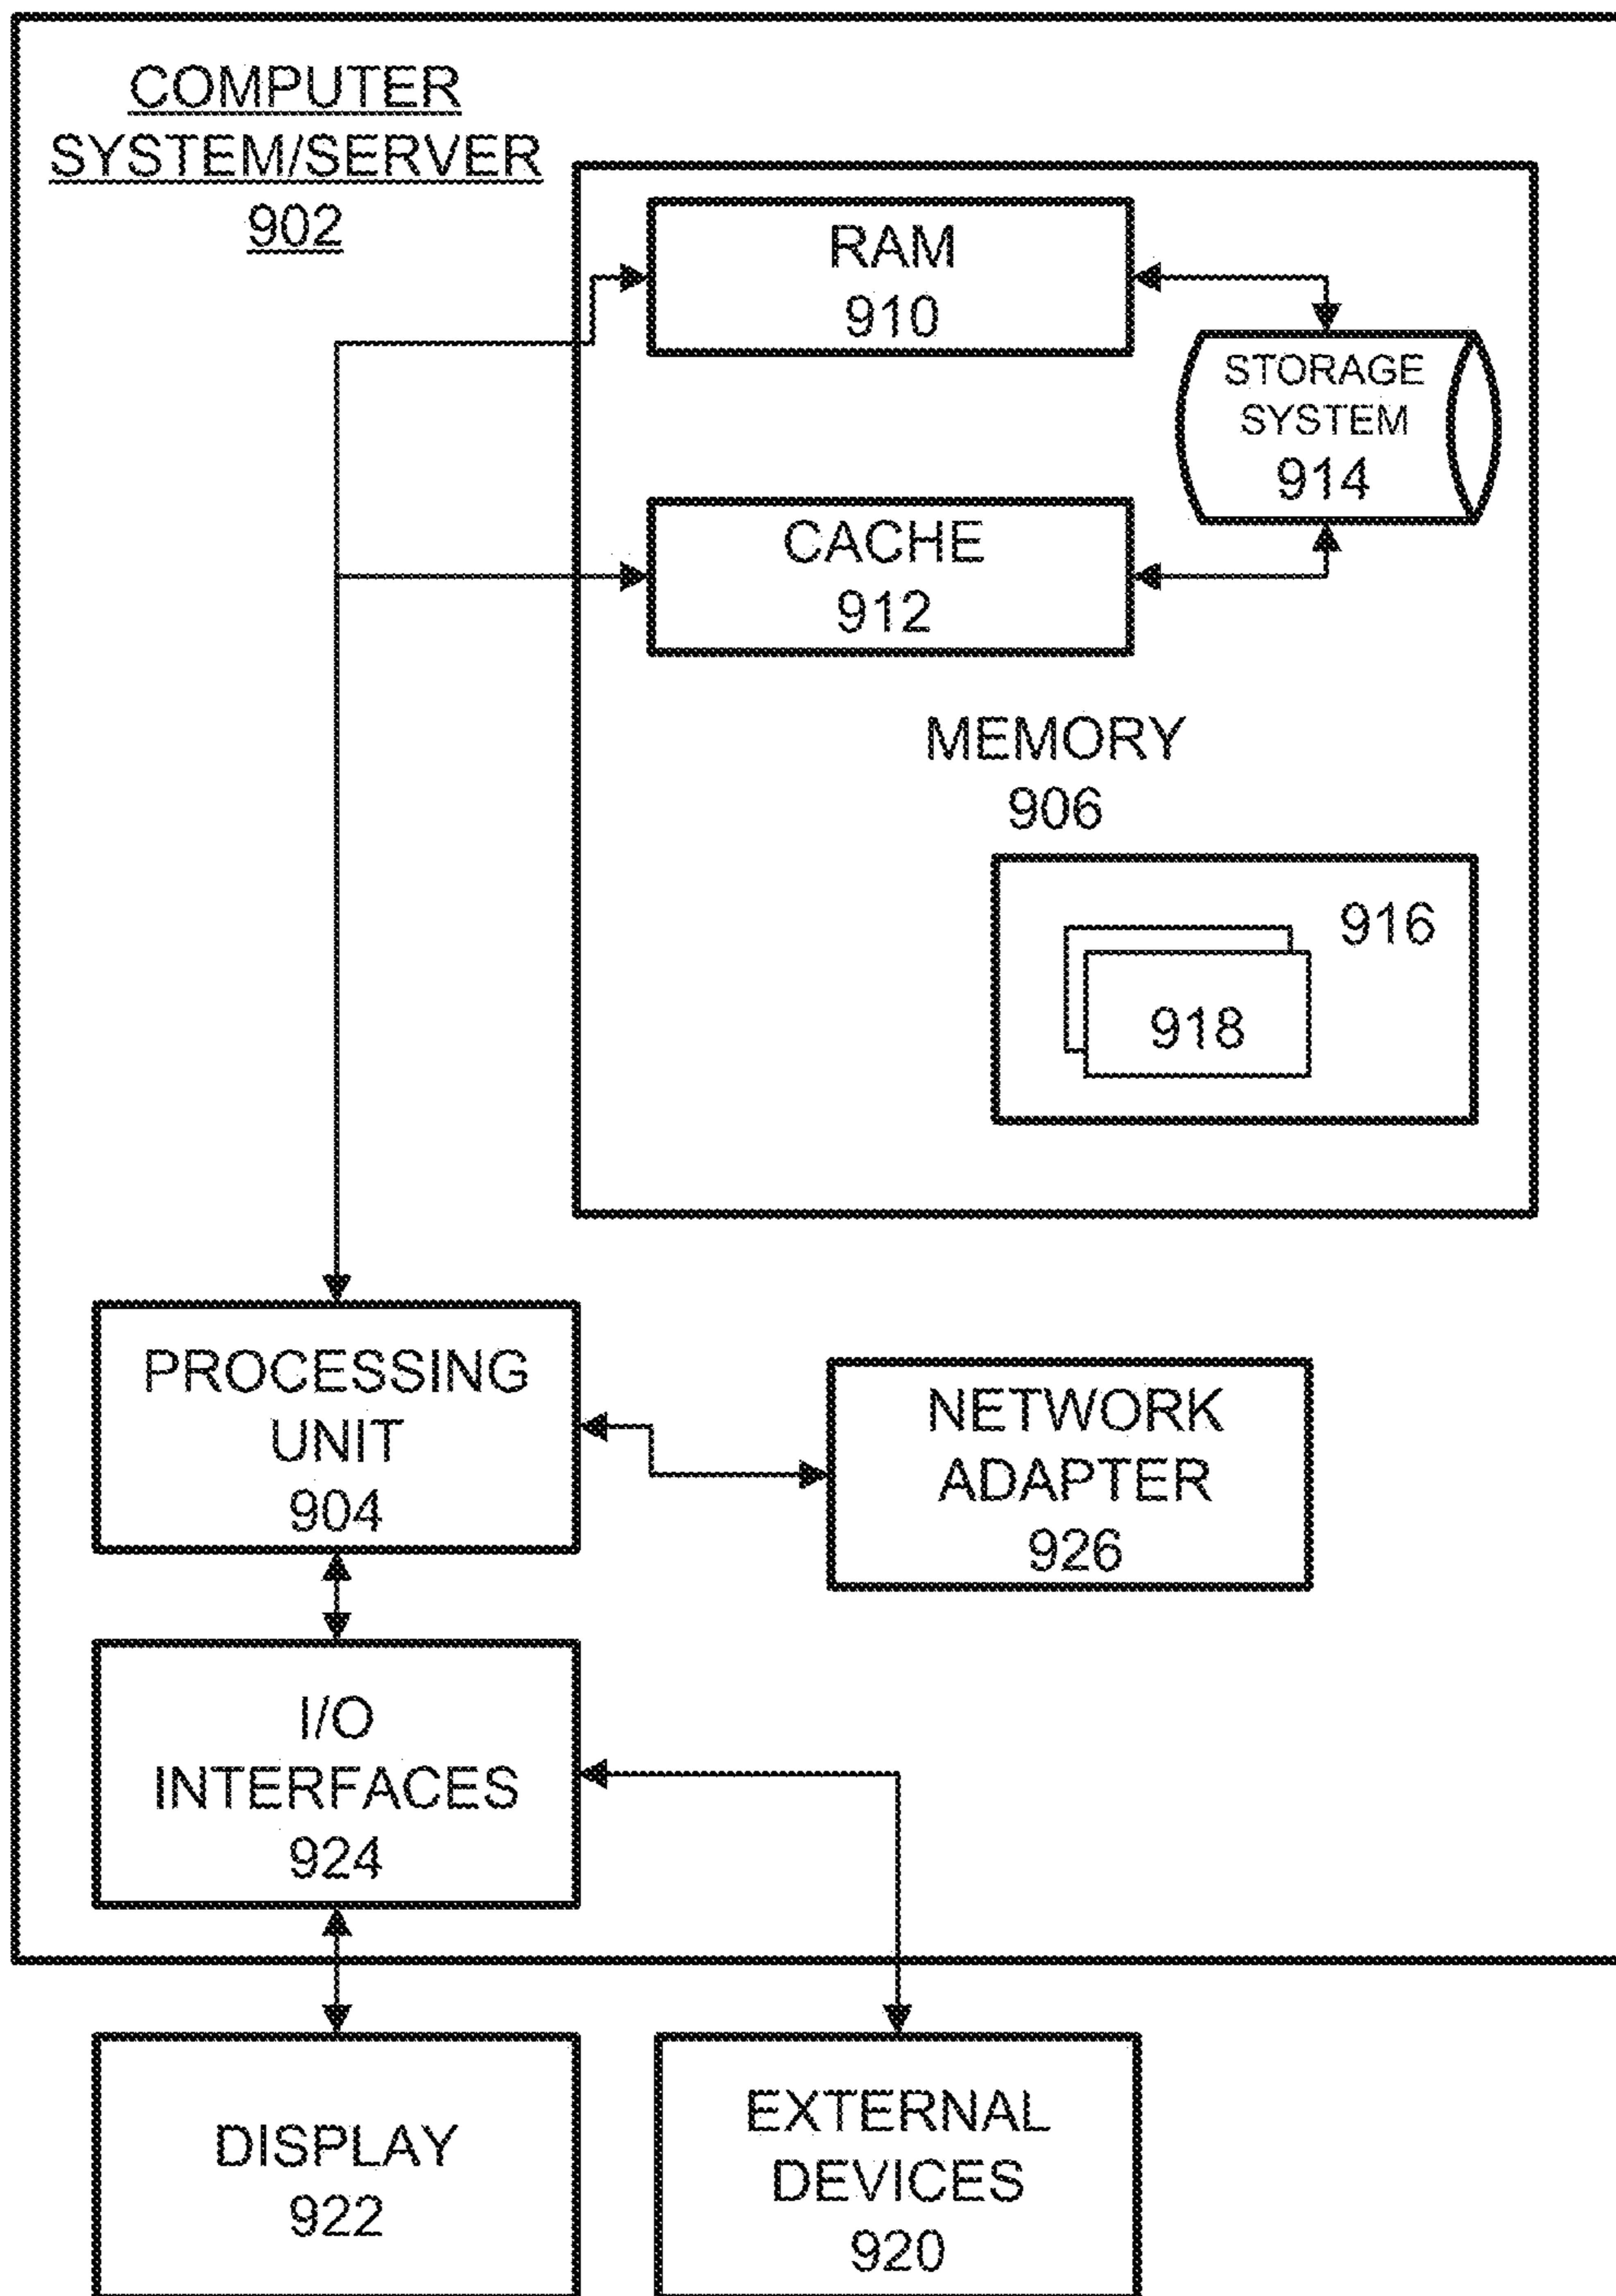 COMPUTER
SYSTEM/SERVER
902
RAM
910
STORAGE
SYSTEM
914
CACHE
912
MEMORY
906
916
918
PROCESSING
UNIT
904
NETWORK
ADAPTER
926
I/O
INTERFACES
924
DISPLAY
922
EXTERNAL
DEVICES
920